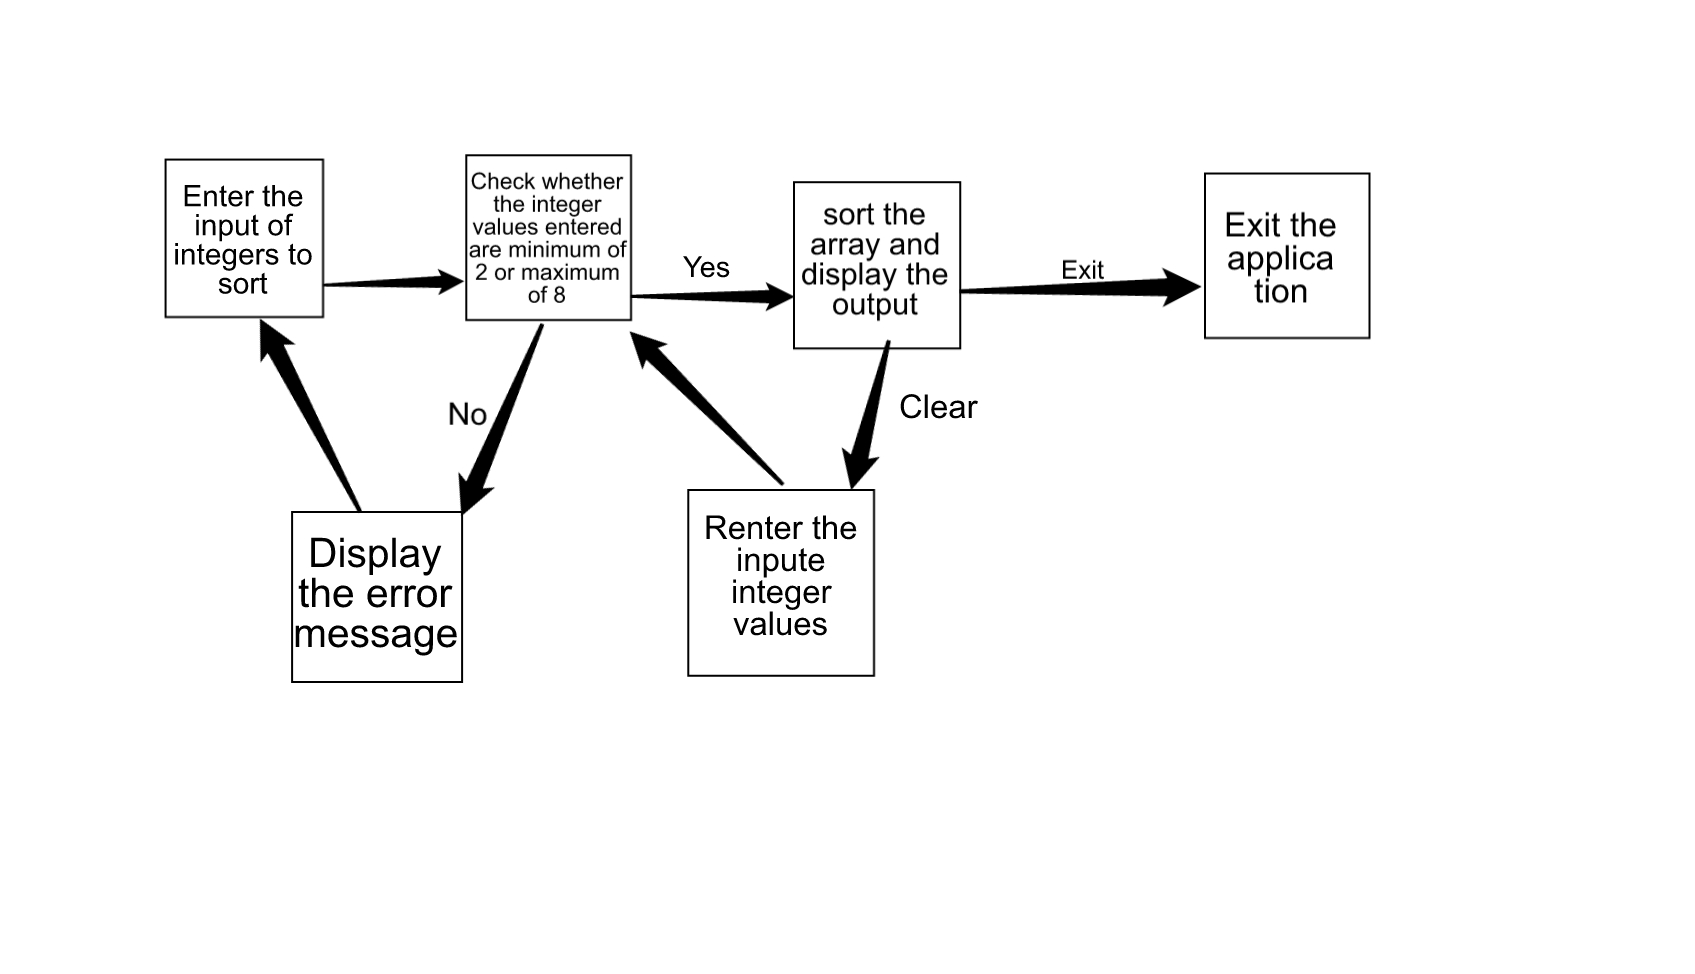 Enter the
input of
integers to
sort
Check whether
the integer
values entered
are minimum of
2 or maximum
of 8
Yes
sort the
array and
display the
output
Exit
Exit the
applica
tion
No
Clear
Display
the error
message
Renter the
inpute
integer
values